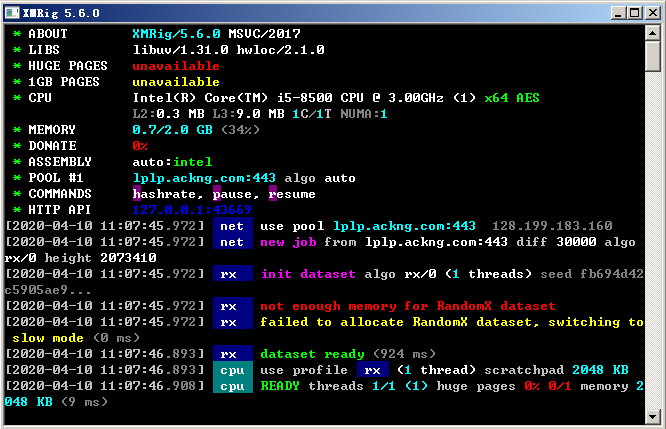 XMRig 5.6.0
* ABOUT XMRig/5.6.0 MSVC/2017
* LIBS libuv/1.31.0 hwloc/2.1.0
* HUGE PAGES unavailable
* 1GB PAGES unavailable
* CPU Intel(R) Core(TM) i5-8500 CPU @ 3.00GHz (1) x64 AES
L2:0.3 MB L3:9.0 MB 1C/1T NUMA:1
* MEMORY 0.7/2.0 GB (34%)
* DONATE 0%
* ASSEMBLY auto:intel
* POOL #1 lplp.ackng.com:443 algo auto
* COMMANDS hashrate, pause, resume
* HTTP API 127.0.0.1:43669
[2020-04-10 11:07:45.972] net use pool lplp.ackng.com:443 128.199.183.160
[2020-04-10 11:07:45.972] net new job from lplp.ackng.com:443 diff 30000 algo
rx/0 height 2073410
[2020-04-10 11:07:45.972] rx init dataset algo rx/0 (1 threads) seed fb694d42
c5905ae9...
[2020-04-10 11:07:45.972] rx not enough memory for RandomX dataset
[2020-04-10 11:07:45.972] rx failed to allocate RandomX dataset, switching to
slow mode (0 ms)
[2020-04-10 11:07:46.893] rx dataset ready (924 ms)
[2020-04-10 11:07:46.893] cpu use profile rx (1 thread) scratchpad 2048 KB
[2020-04-10 11:07:46.908] cpu READY threads 1/1 (1) huge pages 0% 0/1 memory 2
048 KB (9 ms)